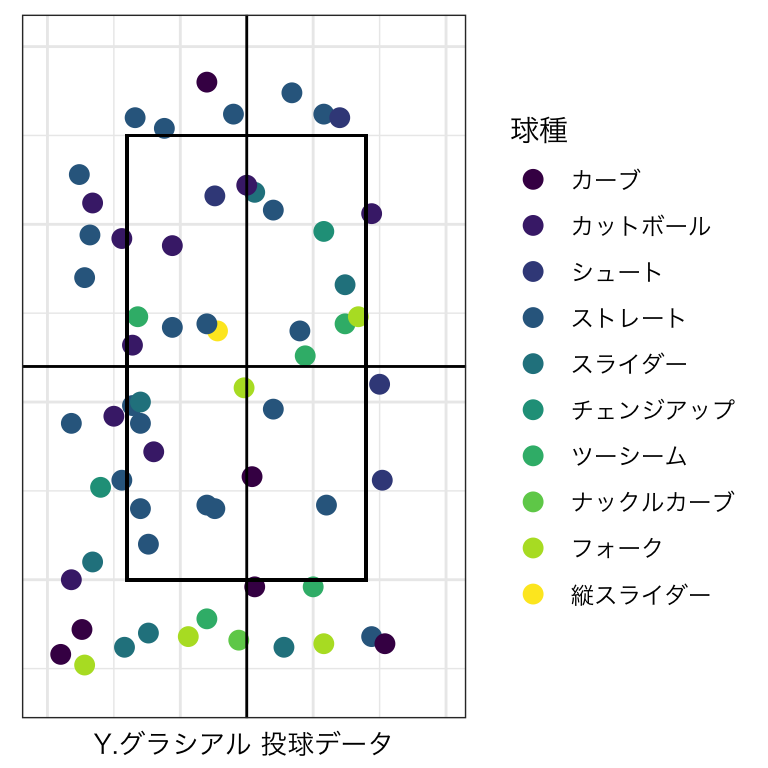 球種
カーブ
カットボール
シュート
ストレート
スライダー
チェンジアップ
ツーシーム
ナックルカーブ
フォーク
縦スライダー
Y.グラシアル 投球データ